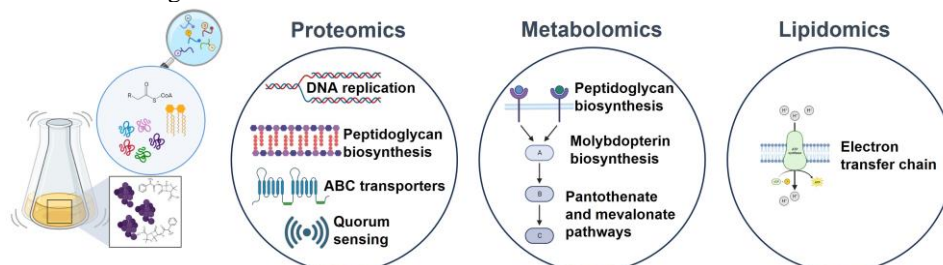 Proteomics
Metabolomics
Lipidomics
DNA replication
Peptidoglycan
biosynthesis
ABC transporters
Quorum
sensing
Peptidoglycan
biosynthesis
Molybdopterin
biosynthesis
Pantothenate
and mevalonate
pathways
A
B
C
Electron
transfer chain
H⁺
H⁺
H⁺
H⁺
H⁺
R
O
S
CoA